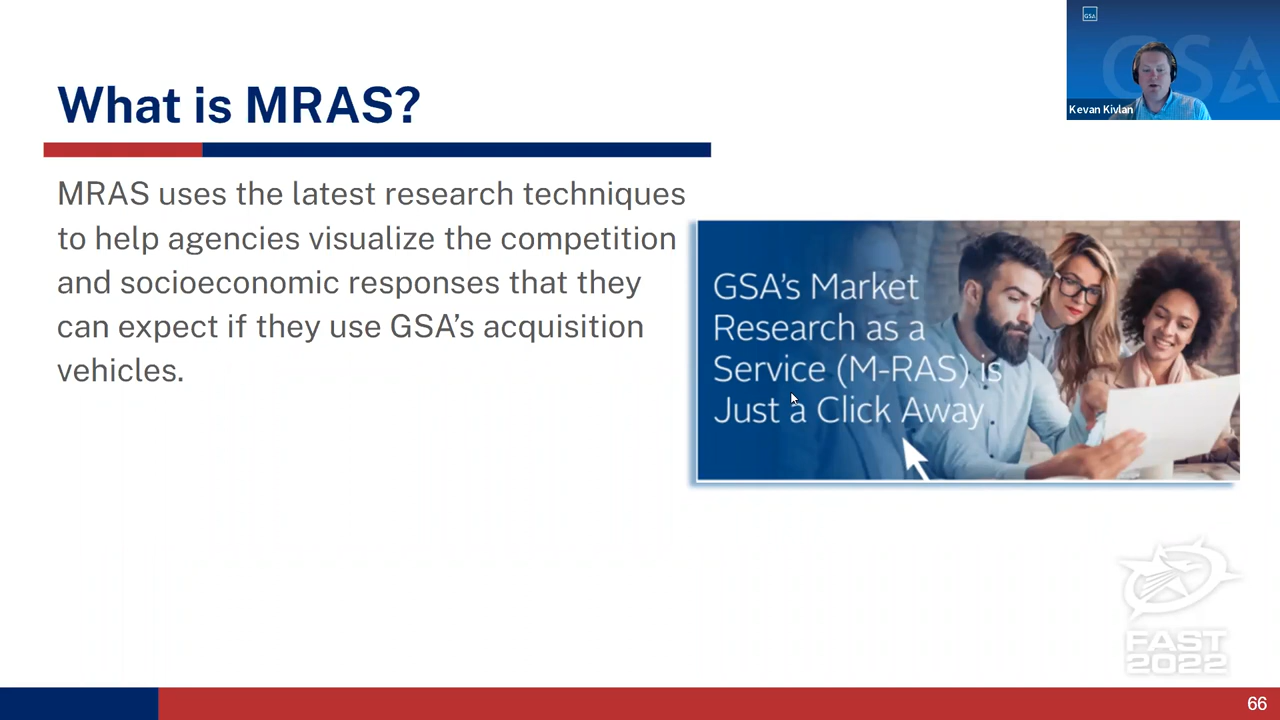 What is MRAS?
MRAS uses the latest research techniques
to help agencies visualize the competition
and socioeconomic responses that they
can expect if they use GSA's acquisition
vehicles.
GSA's Market
Research as a
Service (M-RAS) is
Just a Click Away
GSA
GSA
Kevan Kivlan
FAST
2022
66